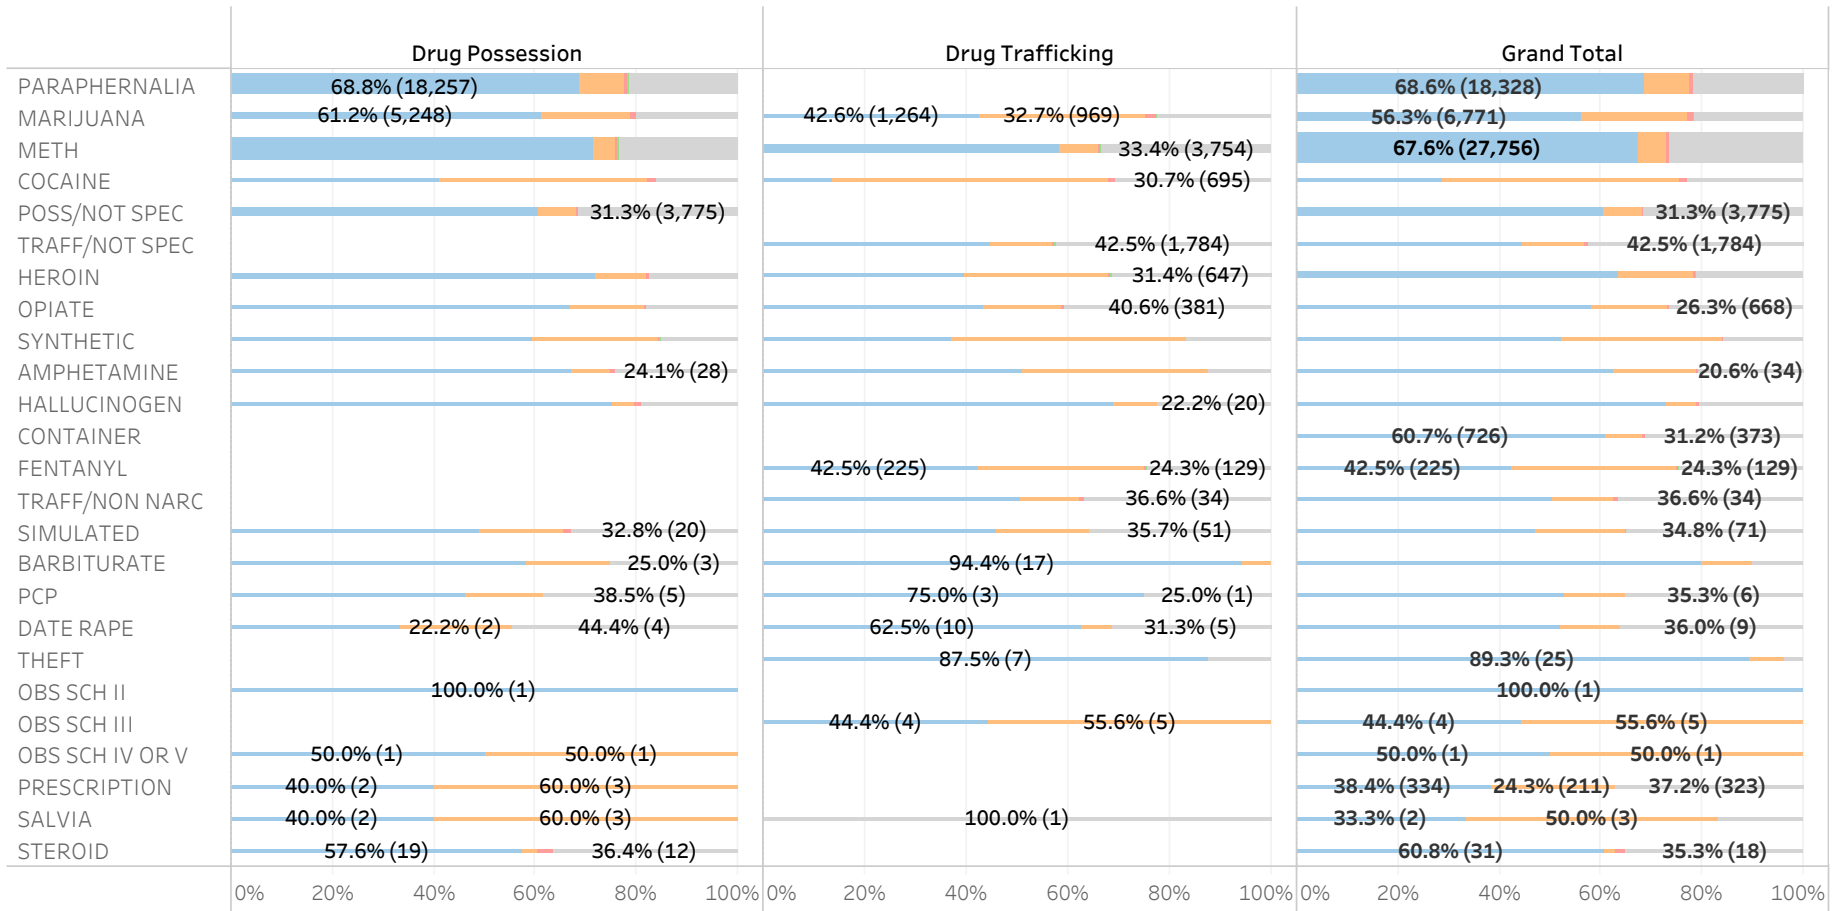 Drug Possession Drug Trafficking Grand Total
PARAPHERNALIA 68.8% (18,257) 68.6% (18,328)
MARIJUANA 61.2% (5,248) 42.6% (1,264) 32.7% (969) 56.3% (6,771)
METH 33.4% (3,754) 67.6% (27,756)
COCAINE 30.7% (695)
POSS/NOT SPEC 31.3% (3,775) 31.3% (3,775)
TRAFF/NOT SPEC 42.5% (1,784) 42.5% (1,784)
HEROIN 31.4% (647)
OPIATE 40.6% (381) 26.3% (668)
SYNTHETIC
AMPHETAMINE 24.1% (28) 20.6% (34)
HALLUCINOGEN 22.2% (20)
CONTAINER 60.7% (726) 31.2% (373)
FENTANYL 42.5% (225) 24.3% (129) 42.5% (225) 24.3% (129)
TRAFF/NON NARC 36.6% (34) 36.6% (34)
SIMULATED 32.8% (20) 35.7% (51) 34.8% (71)
BARBITURATE 25.0% (3) 94.4% (17)
PCP 38.5% (5) 75.0% (3) 25.0% (1) 35.3% (6)
DATE RAPE 22.2% (2) 44.4% (4) 62.5% (10) 31.3% (5) 36.0% (9)
THEFT 87.5% (7) 89.3% (25)
OBS SCH II 100.0% (1) 100.0% (1)
OBS SCH III 44.4% (4) 55.6% (5) 44.4% (4) 55.6% (5)
OBS SCH IV OR V 50.0% (1) 50.0% (1) 50.0% (1) 50.0% (1)
PRESCRIPTION 40.0% (2) 60.0% (3) 38.4% (334) 24.3% (211) 37.2% (323)
SALVIA 40.0% (2) 60.0% (3) 100.0% (1) 33.3% (2) 50.0% (3)
STEROID 57.6% (19) 36.4% (12) 60.8% (31) 35.3% (18)
0% 20% 40% 60% 80% 100% 0% 20% 40% 60% 80% 100% 0% 20% 40% 60% 80% 100%